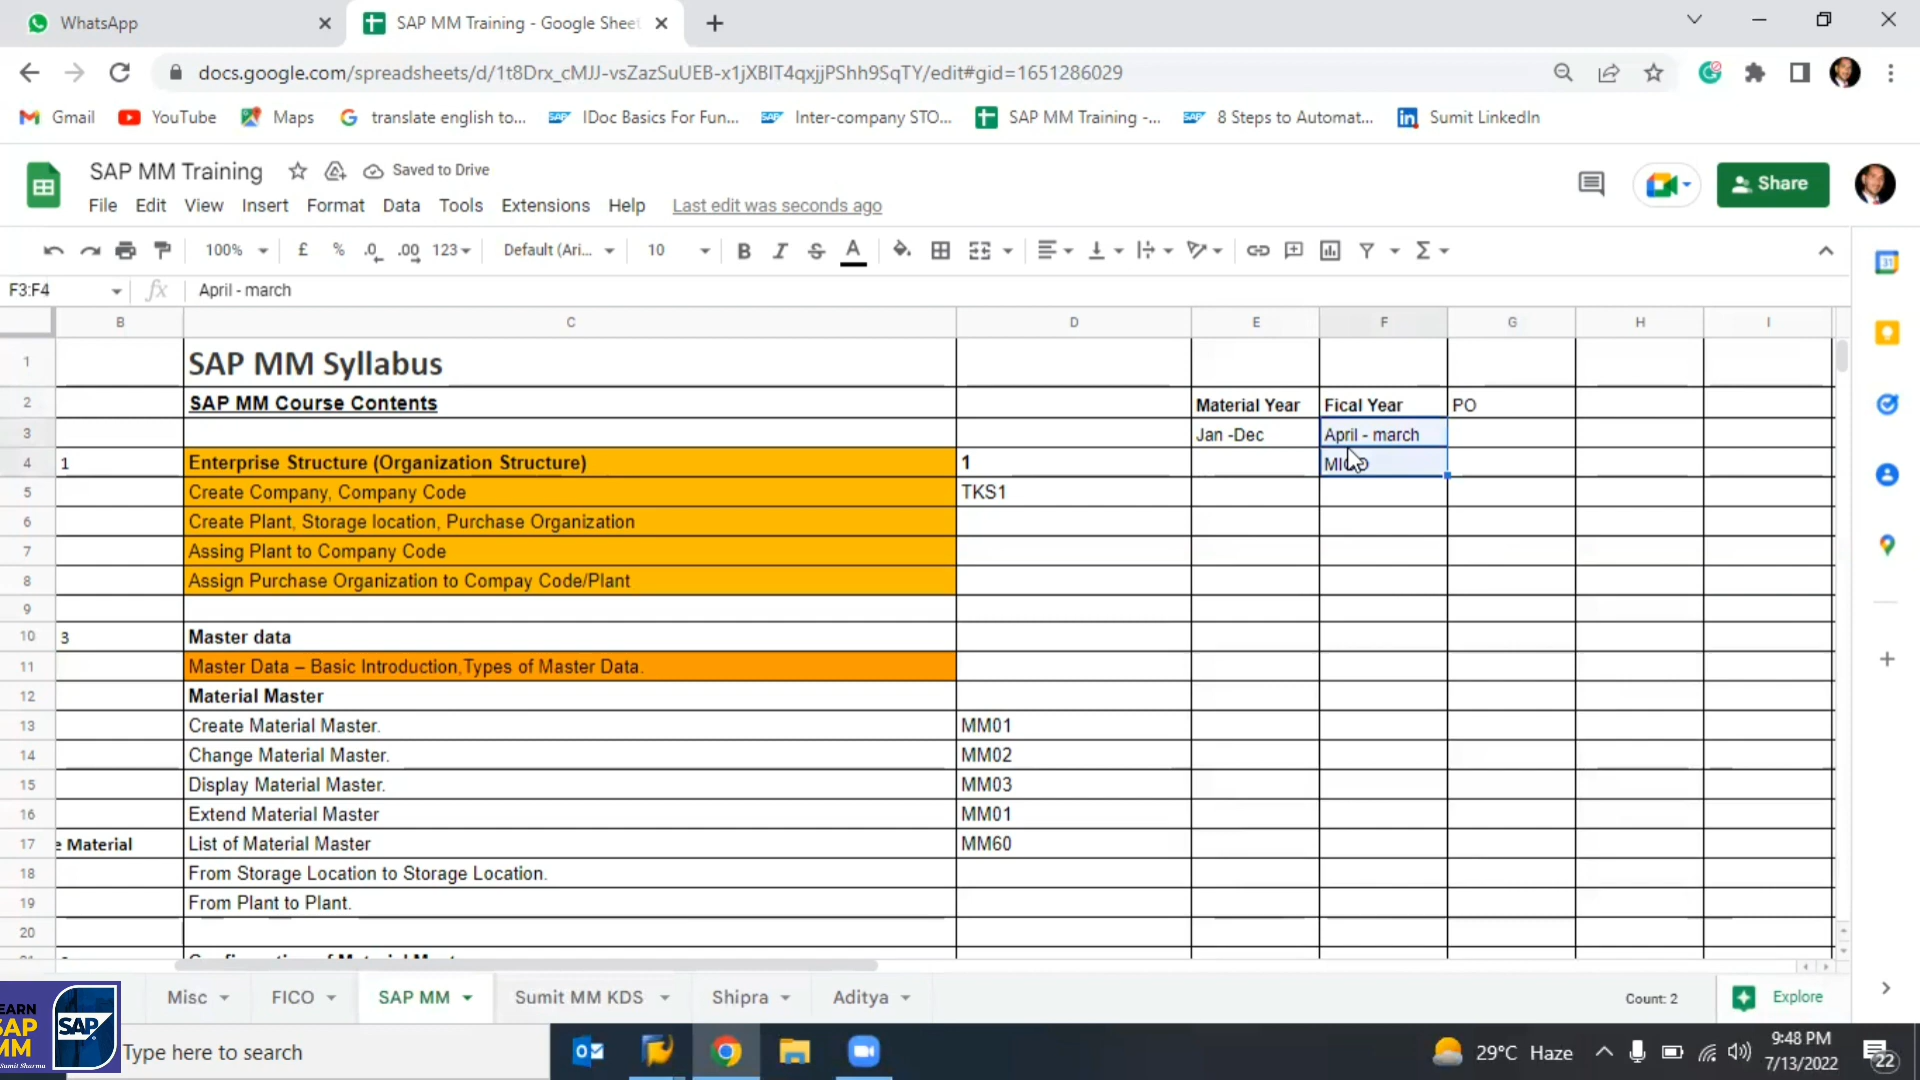 WhatsApp
SAP MM Training - Google Sheet
docs.google.com/spreadsheets/d/1t8Drx_cMJJ-vsZazSuUEB-x1jXBIT4qxjjPShh9SqTY/edit#gid=1651286029
Gmail YouTube Maps translate english to... IDoc Basics For Fun... Inter-company STO... SAP MM Training -... 8 Steps to Automat... Sumit LinkedIn
SAP MM Training Saved to Drive
Share
File Edit View Insert Format Data Tools Extensions Help Last edit was seconds ago
100% £ % .0 .00 123 Default (Ari... 10 B I S A
F3:F4 fx April - march
B C D E F G H I
1 SAP MM Syllabus
2 SAP MM Course Contents Material Year Fical Year PO
3 Jan -Dec April - march
4 1 Enterprise Structure (Organization Structure) 1
5 Create Company, Company Code TKS1
6 Create Plant, Storage location, Purchase Organization
7 Assing Plant to Company Code
8 Assign Purchase Organization to Compay Code/Plant
9
10 3 Master data
11 Master Data – Basic Introduction,Types of Master Data.
12 Material Master
13 Create Material Master. MM01
14 Change Material Master. MM02
15 Display Material Master. MM03
16 Extend Material Master MM01
17 e Material List of Material Master MM60
18 From Storage Location to Storage Location.
19 From Plant to Plant.
20
Misc FICO SAP MM Sumit MM KDS Shipra Aditya Count: 2 Explore
EARN
SAP
MM
Sumit Sharma
SAP
Type here to search
29°C Haze
9:48 PM
7/13/2022
22